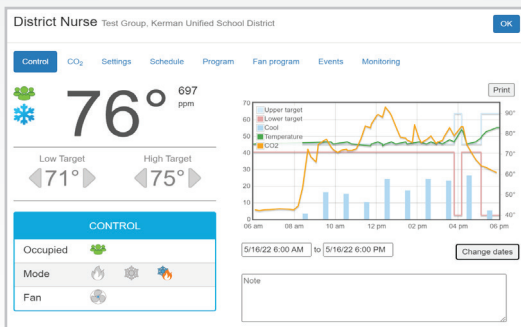 District Nurse Test Group, Kerman Unified School District
OK
Control CO₂ Settings Schedule Program Fan program Events Monitoring
76° 697
ppm
Print
Low Target High Target
71° 75°
CONTROL
Occupied
Mode
Fan
Upper target
Lower target
Cool
Temperature
CO2
70
60
50
40
30
20
10
0
90°
80°
70°
60°
50°
40°
06 am 08 am 10 am 12 pm 02 pm 04 pm 06 pm
5/16/22 6:00 AM to 5/16/22 6:00 PM Change dates
Note